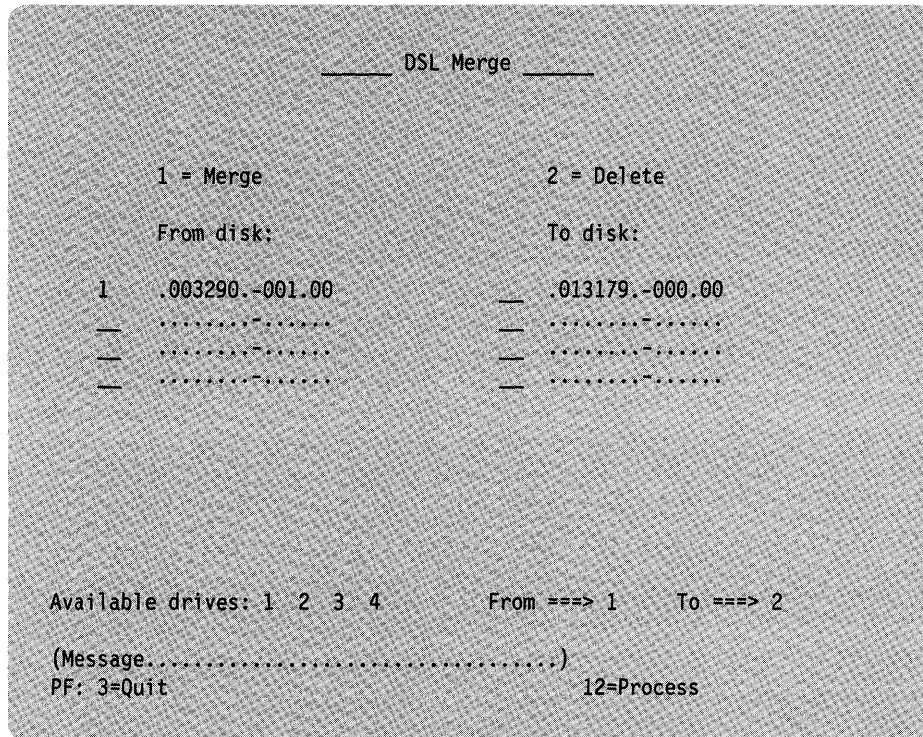 ______ DSL Merge ______
1 = Merge 2 = Delete
From disk: To disk:
1 .003290.-001.00 __ .013179.-000.00
__ ........-...... __ ........-......
__ ........-...... __ ........-......
__ ........-...... __ ........-......
Available drives: 1 2 3 4 From ===> 1 To ===> 2
(Message...................................)
PF: 3=Quit 12=Process